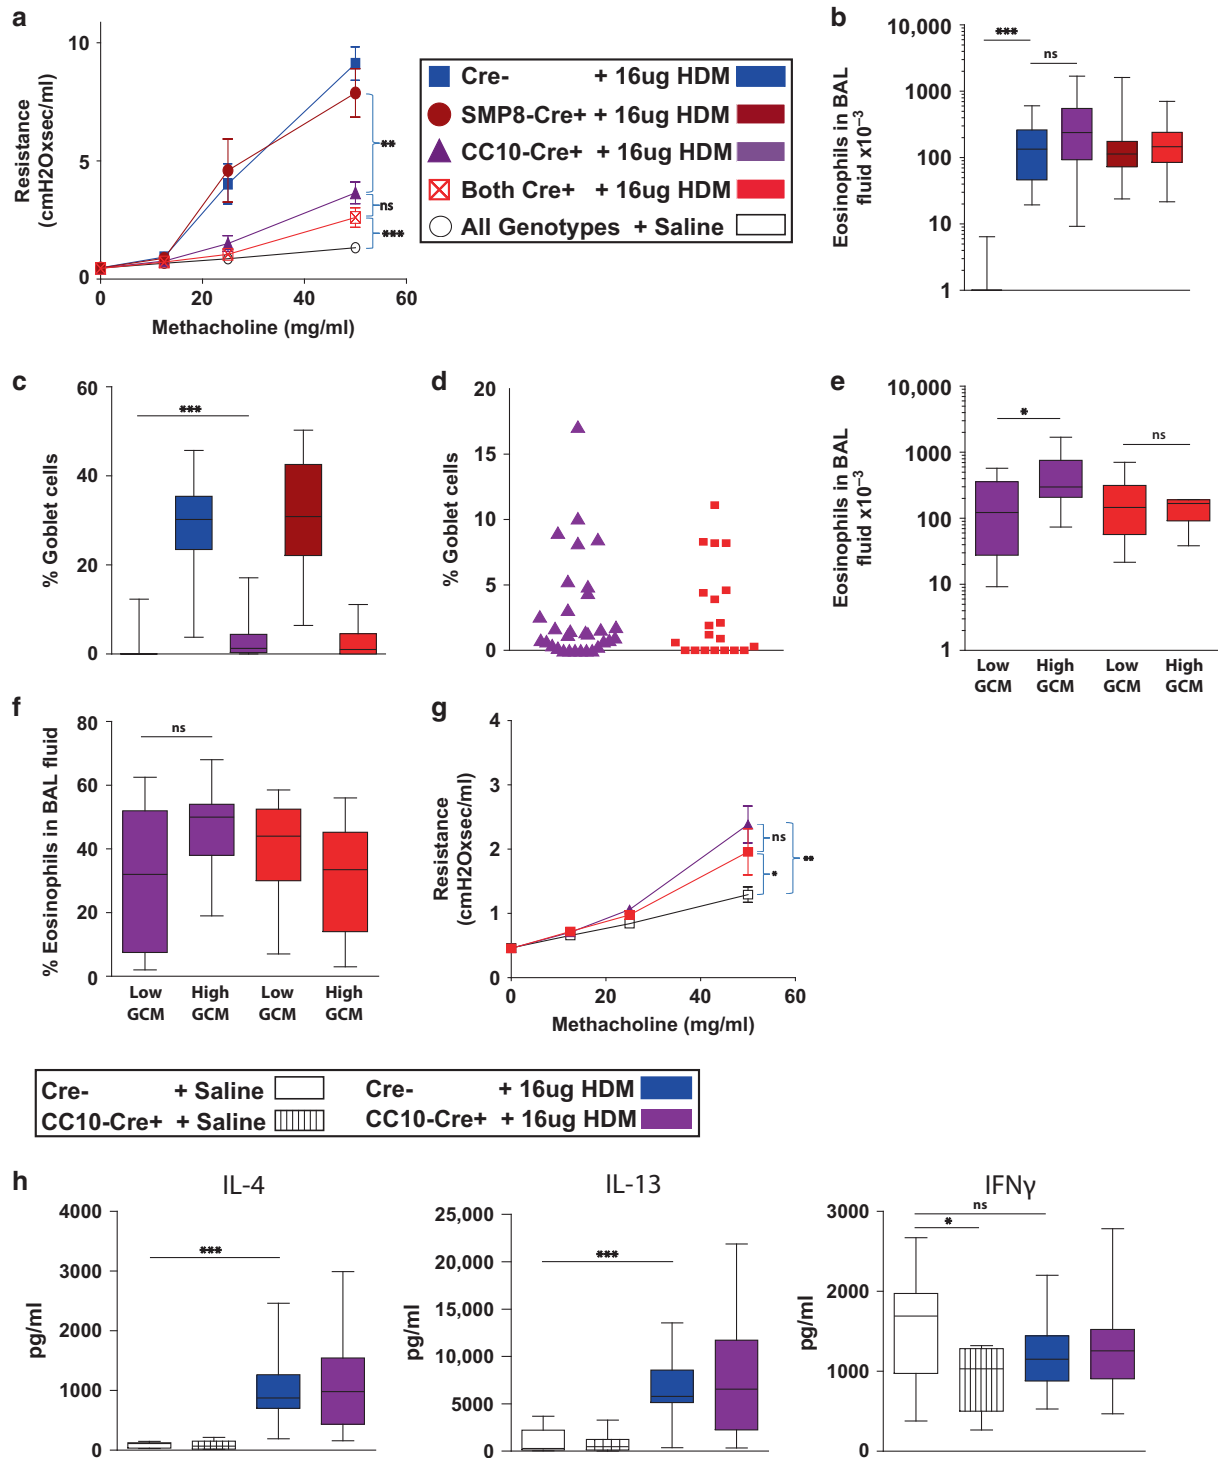 a
Resistance
(cmH2Oxsec/ml)
10
5
0
0
20
40
60
Methacholine (mg/ml)
**
ns
***
Cre- + 16ug HDM
SMP8-Cre+ + 16ug HDM
CC10-Cre+ + 16ug HDM
Both Cre+ + 16ug HDM
All Genotypes + Saline
b
Eosinophils in BAL
fluid x10⁻³
10,000
1000
100
10
1
***
ns
c
% Goblet cells
60
40
20
0
***
d
% Goblet cells
20
15
10
5
0
e
Eosinophils in BAL
fluid x10⁻³
10,000
1000
100
10
1
*
ns
Low GCM
High GCM
Low GCM
High GCM
f
% Eosinophils in BAL fluid
80
60
40
20
0
ns
Low GCM
High GCM
Low GCM
High GCM
g
Resistance
(cmH2Oxsec/ml)
4
3
2
1
0
0
20
40
60
Methacholine (mg/ml)
ns
*
**
Cre- + Saline
Cre- + 16ug HDM
CC10-Cre+ + Saline
CC10-Cre+ + 16ug HDM
h
IL-4
pg/ml
4000
3000
2000
1000
0
***
IL-13
pg/ml
25,000
20,000
15,000
10,000
5000
0
***
IFNγ
pg/ml
3000
2000
1000
0
ns
*